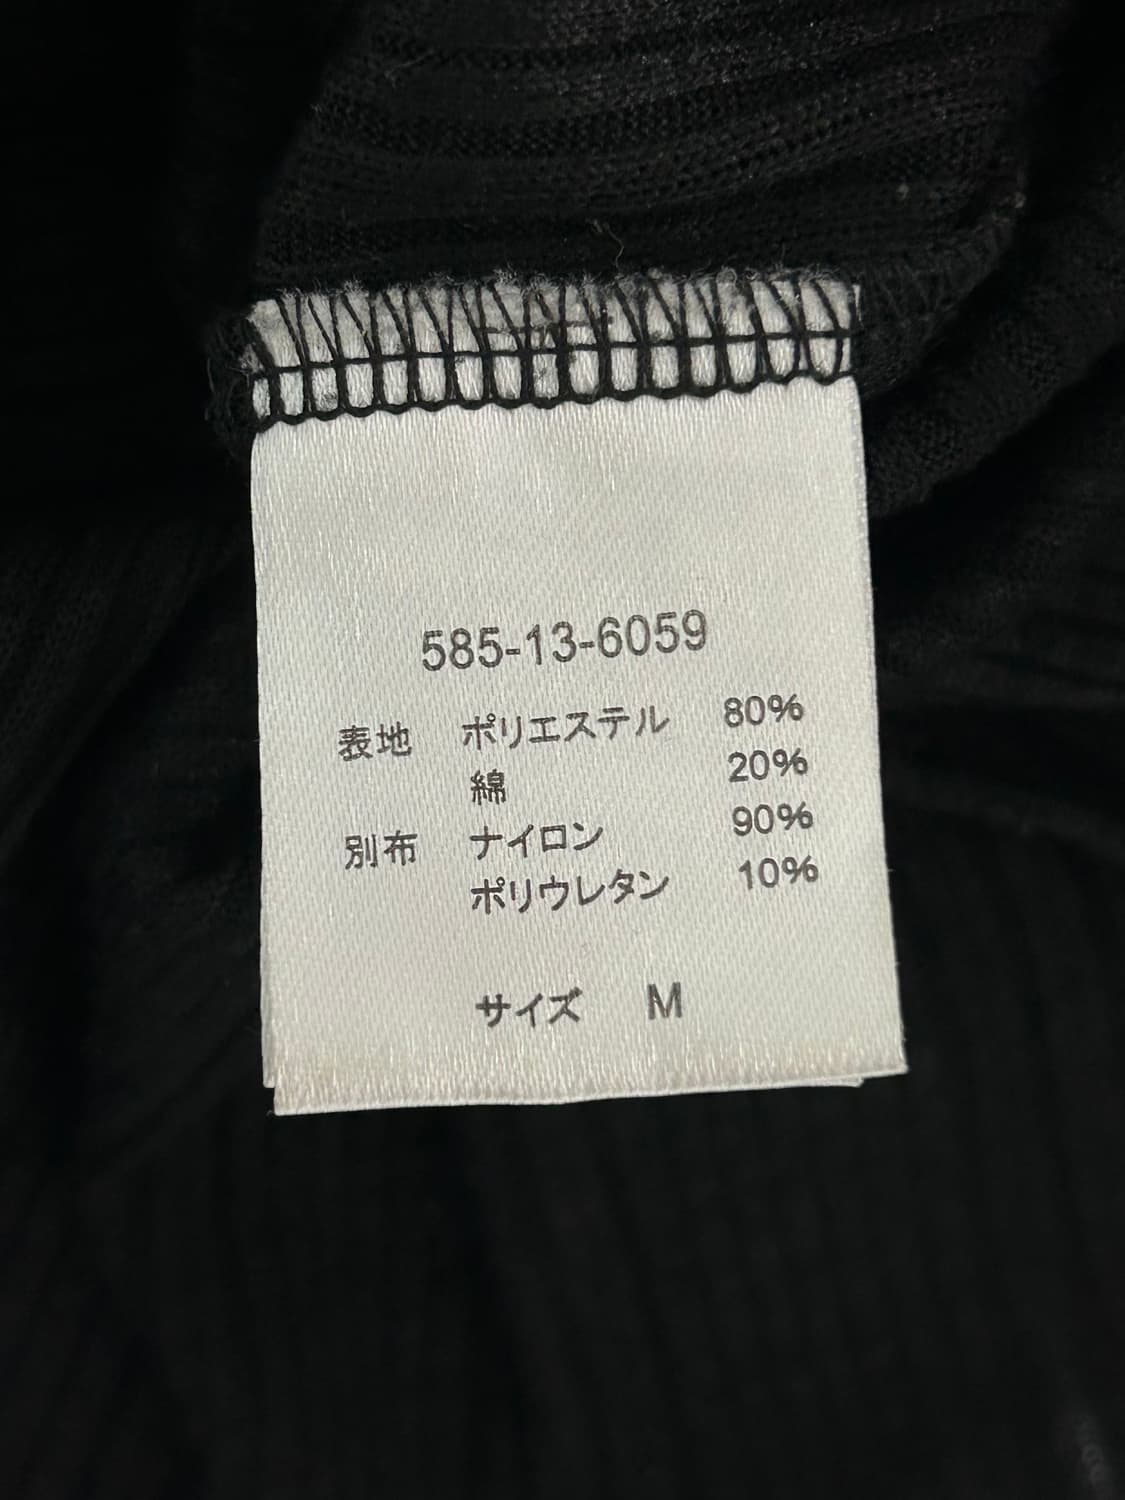 585-13-6059
表地 ポリエステル 80%
綿 20%
別布 ナイロン 90%
ポリウレタン 10%
サイズ M